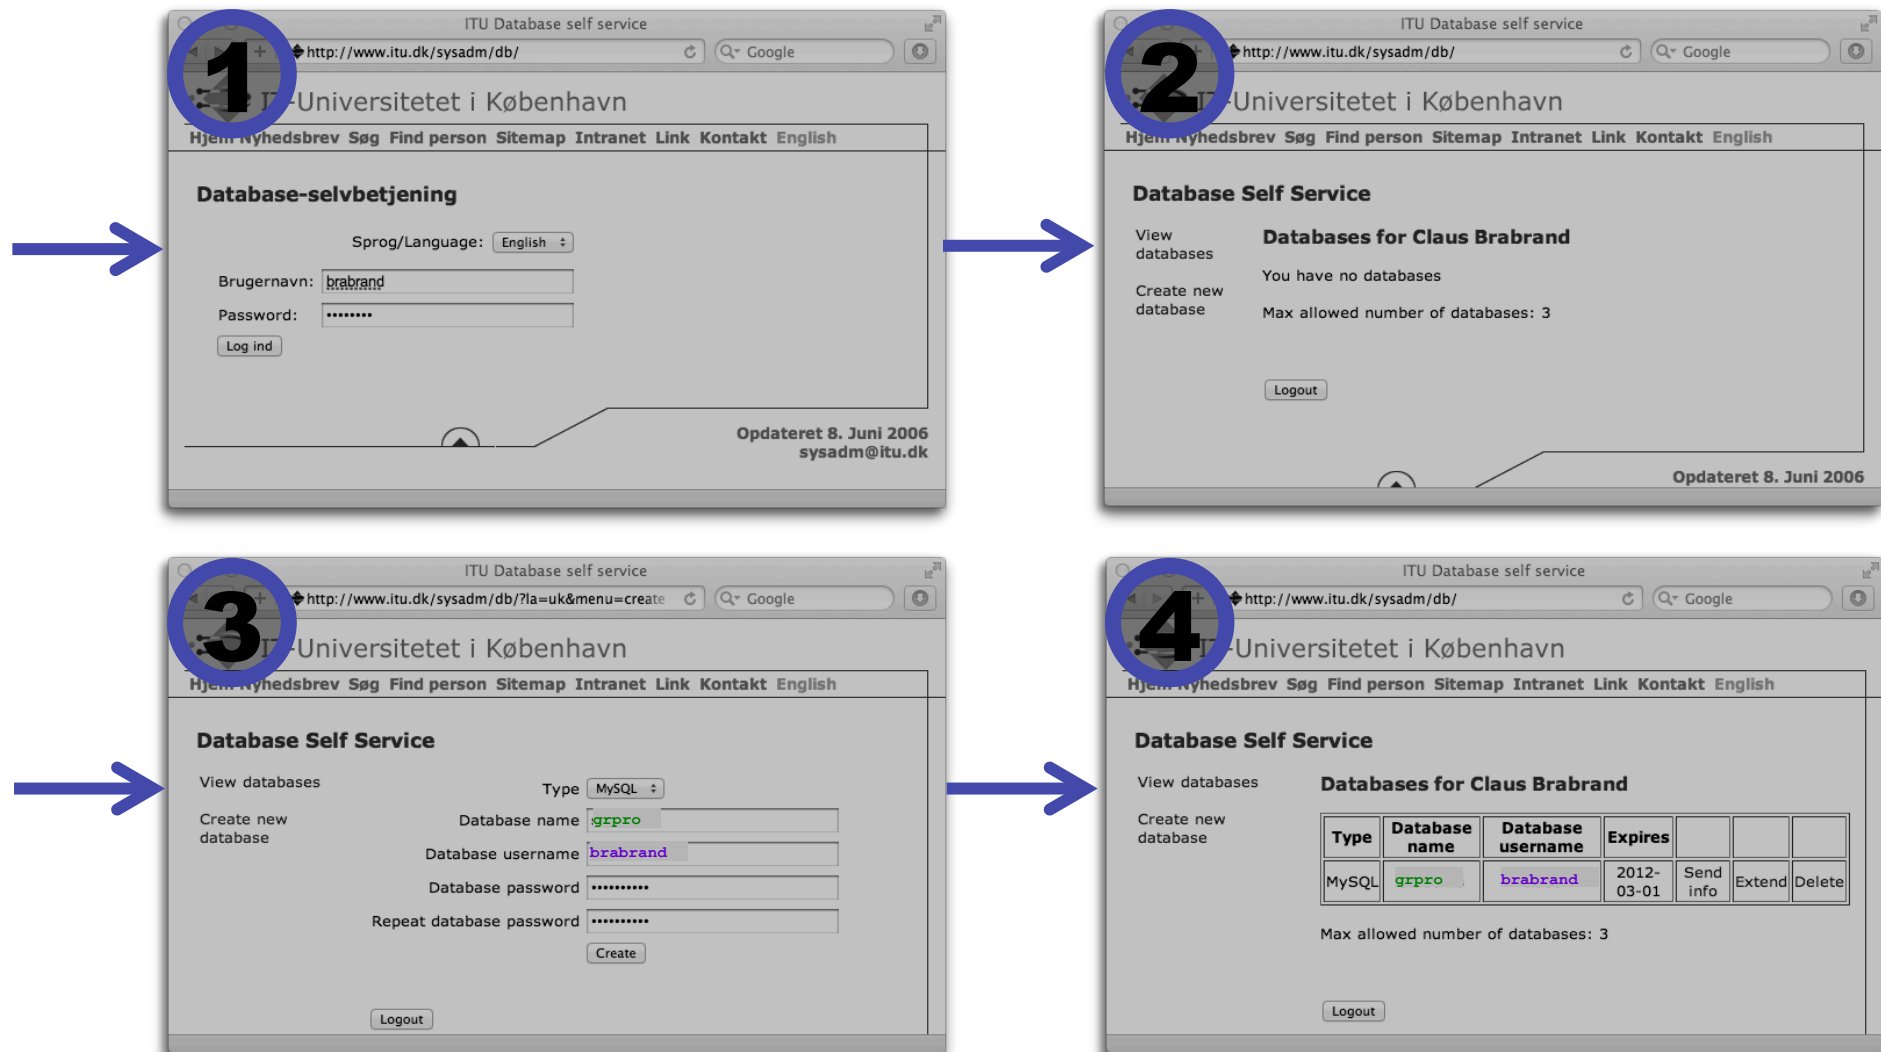 1
ITU Database self service
http://www.itu.dk/sysadm/db/
Google
IT-Universitetet i København
Hjem Nyhedsbrev Søg Find person Sitemap Intranet Link Kontakt English
Database-selvbetjening
Sprog/Language: English
Brugernavn: brabrand
Password: ••••••••
Log ind
Opdateret 8. Juni 2006
sysadm@itu.dk
2
ITU Database self service
http://www.itu.dk/sysadm/db/
Google
IT-Universitetet i København
Hjem Nyhedsbrev Søg Find person Sitemap Intranet Link Kontakt English
Database Self Service
View
databases
Create new
database
Databases for Claus Brabrand
You have no databases
Max allowed number of databases: 3
Logout
Opdateret 8. Juni 2006
3
ITU Database self service
http://www.itu.dk/sysadm/db/?la=uk&menu=create
Google
IT-Universitetet i København
Hjem Nyhedsbrev Søg Find person Sitemap Intranet Link Kontakt English
Database Self Service
View databases
Create new
database
Type MySQL
Database name grpro
Database username brabrand
Database password ••••••••••
Repeat database password ••••••••••
Create
Logout
4
ITU Database self service
http://www.itu.dk/sysadm/db/
Google
IT-Universitetet i København
Hjem Nyhedsbrev Søg Find person Sitemap Intranet Link Kontakt English
Database Self Service
View databases
Create new
database
Databases for Claus Brabrand
Type Database name Database username Expires
MySQL grpro brabrand 2012-03-01 Send info Extend Delete
Max allowed number of databases: 3
Logout